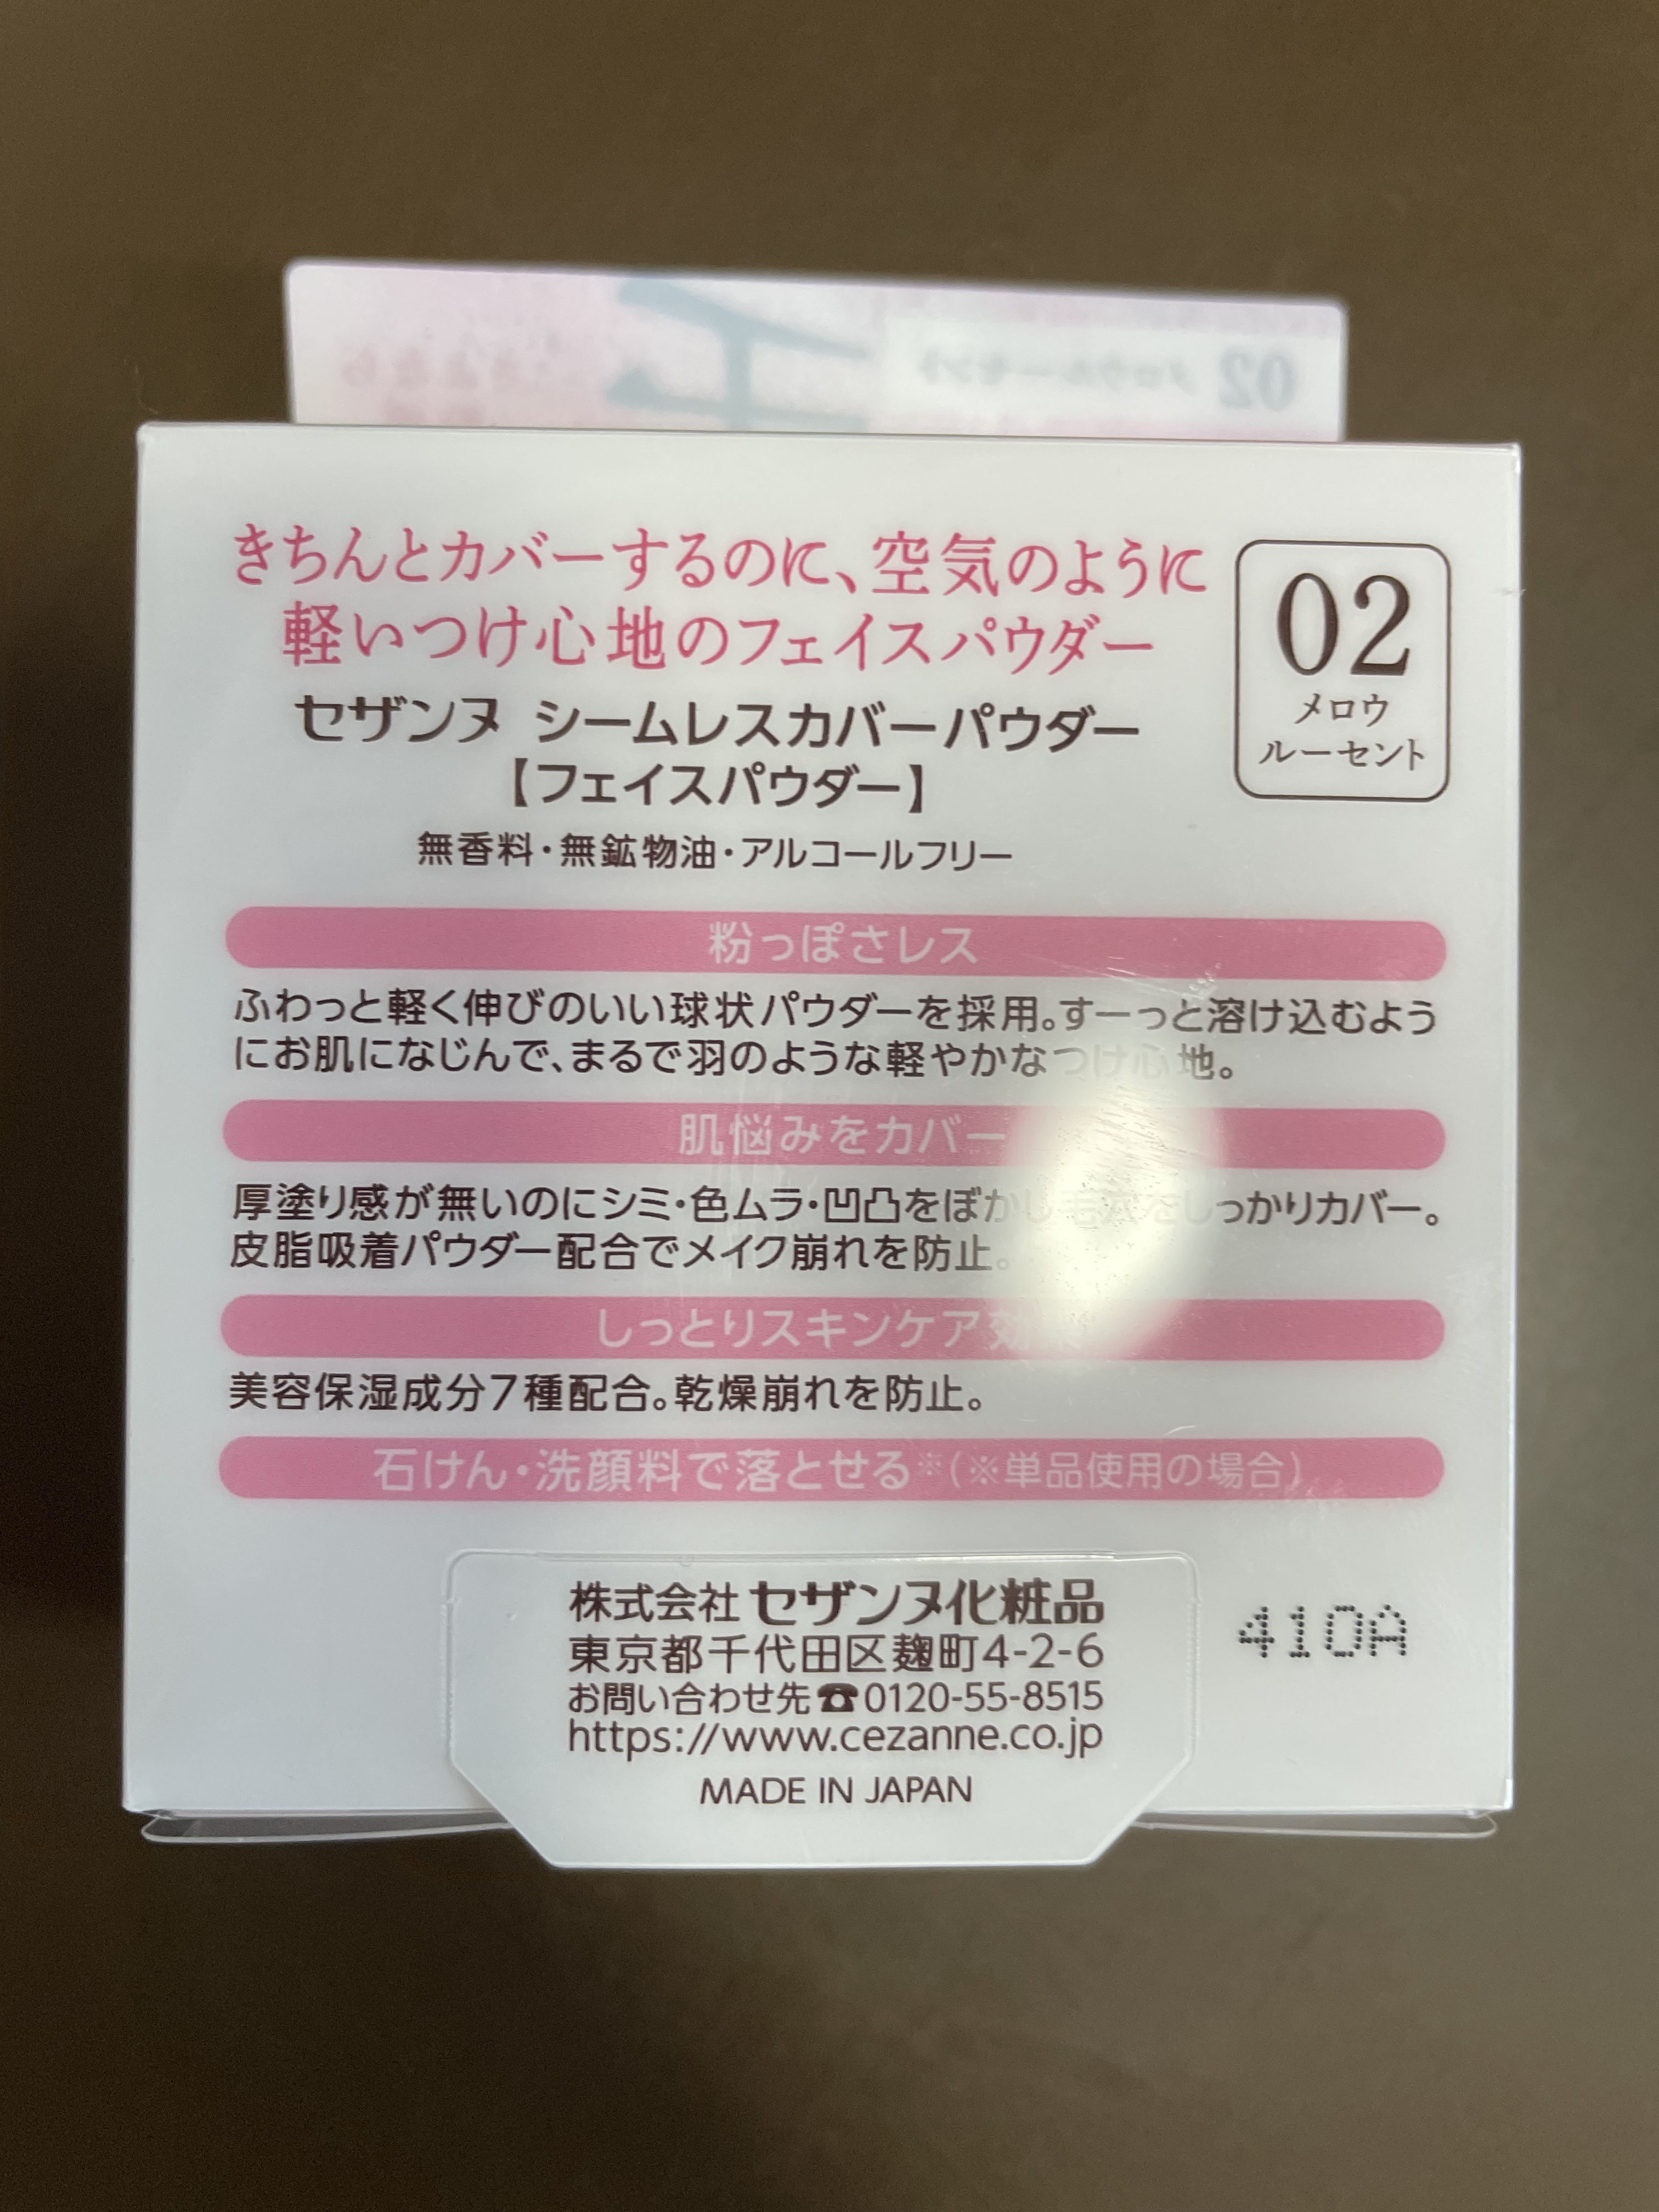 02 メロウルーセント
きちんとカバーするのに、空気のように
軽いつけ心地のフェイスパウダー
02
メロウ
ルーセント
セザンヌ シームレスカバーパウダー
【フェイスパウダー】
無香料・無鉱物油・アルコールフリー
粉っぽさレス
ふわっと軽く伸びのいい球状パウダーを採用。すーっと溶け込むよう
にお肌になじんで、まるで羽のような軽やかなつけ心地。
肌悩みをカバー
厚塗り感が無いのにシミ・色ムラ・凹凸をぼかし毛穴をしっかりカバー。
皮脂吸着パウダー配合でメイク崩れを防止。
しっとりスキンケア効果
美容保湿成分7種配合。乾燥崩れを防止。
石けん・洗顔料で落とせる※(※単品使用の場合)
株式会社 セザンヌ化粧品
東京都千代田区麹町4-2-6
お問い合わせ先☎0120-55-8515
https://www.cezanne.co.jp
MADE IN JAPAN
410A